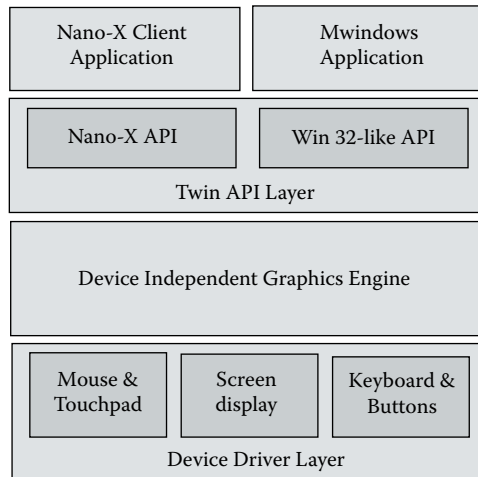 Nano-X Client
Application
Mwindows
Application
Nano-X API
Win 32-like API
Twin API Layer
Device Independent Graphics Engine
Mouse &
Touchpad
Screen
display
Keyboard &
Buttons
Device Driver Layer